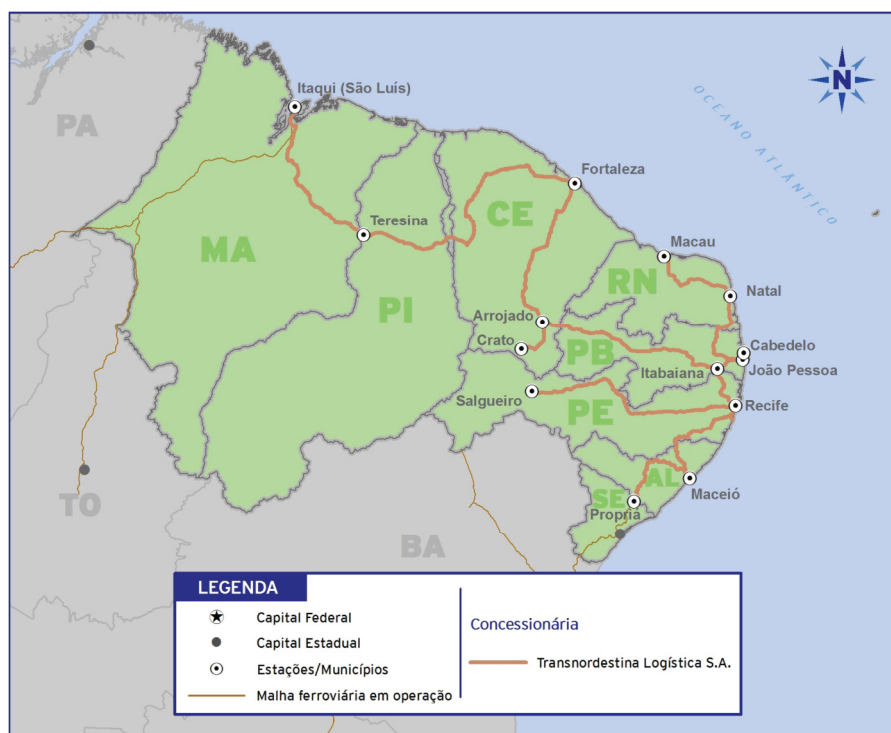 N
OCEANO ATLÂNTICO
PA
Itaqui (São Luís)
Fortaleza
Teresina
CE
MA
Macau
RN
PI
Natal
Arrojado
Cabedelo
Crato
PB
João Pessoa
Itabaiana
Salgueiro
PE
Recife
AL
Maceió
SE
Propriá
TO
BA
LEGENDA
Capital Federal
Capital Estadual
Estações/Municípios
Malha ferroviária em operação
Concessionária
Transnordestina Logística S.A.